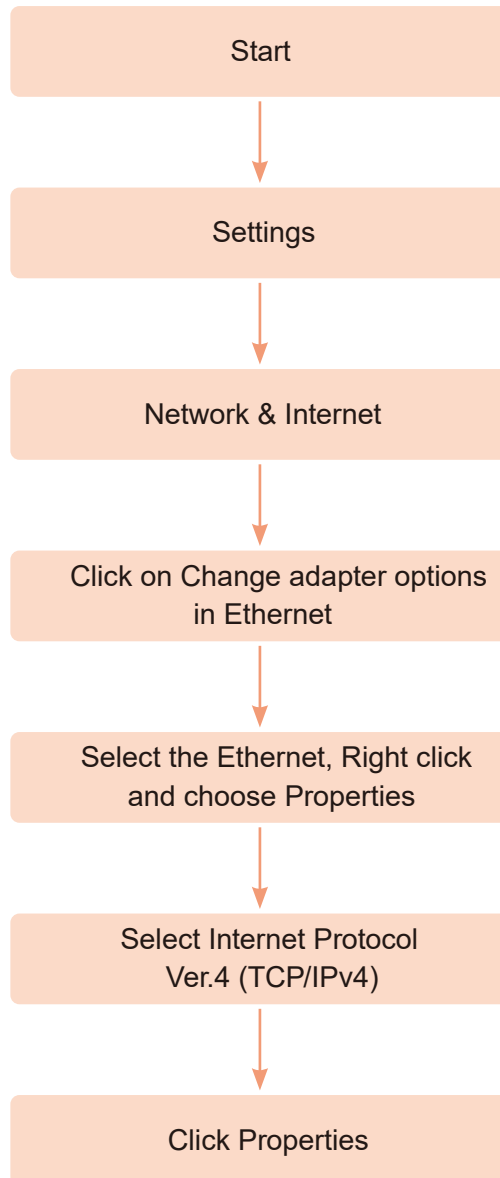 Start
Settings
Network & Internet
Click on Change adapter options
in Ethernet
Select the Ethernet, Right click
and choose Properties
Select Internet Protocol
Ver.4 (TCP/IPv4)
Click Properties